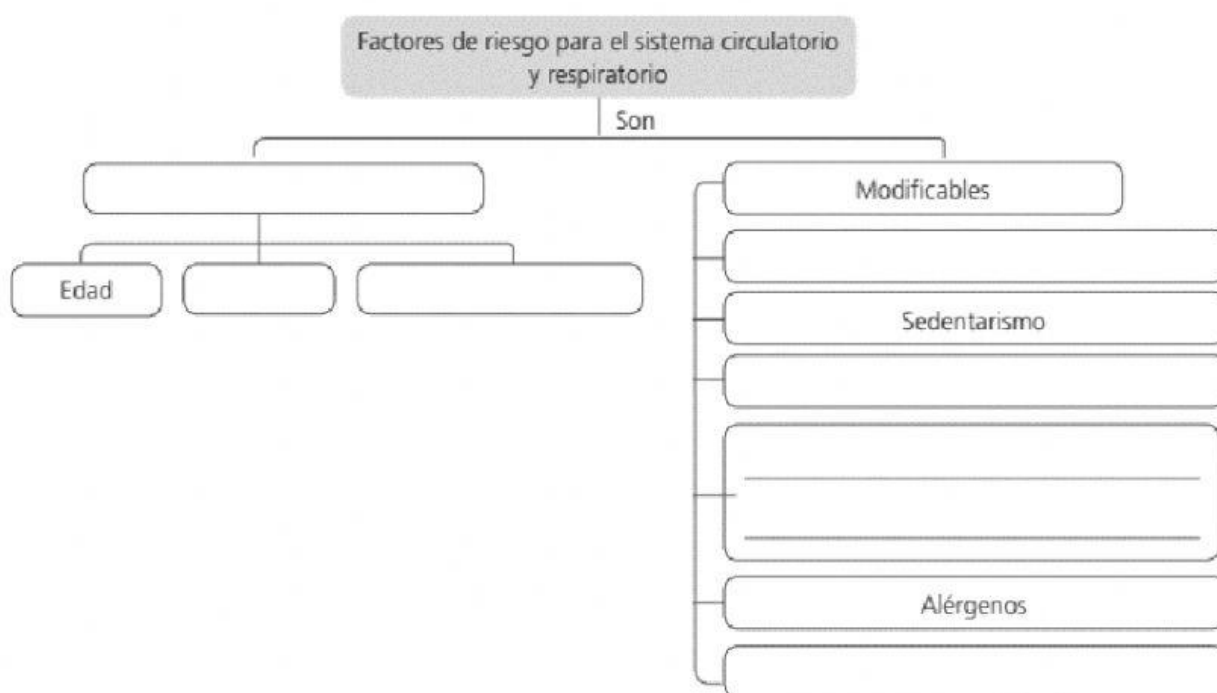 Factores de riesgo para el sistema circulatorio
y respiratorio
Son
Modificables
Edad
Sedentarismo
Alérgenos